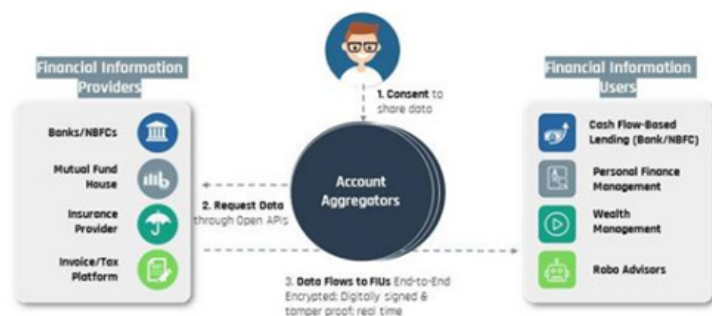 Financial Information
Providers
Banks/NBFCs
Mutual Fund
House
Insurance
Provider
Invoice/Tax
Platform
1. Consent to
share data
Account
Aggregators
2. Request Data
through Open APIs
3. Data Flows to FIUs End-to-End
Encrypted: Digitally signed &
tamper proof: real time
Financial Information
Users
Cash Flow-Based
Lending (Bank/NBFC)
Personal Finance
Management
Wealth
Management
Robo Advisors